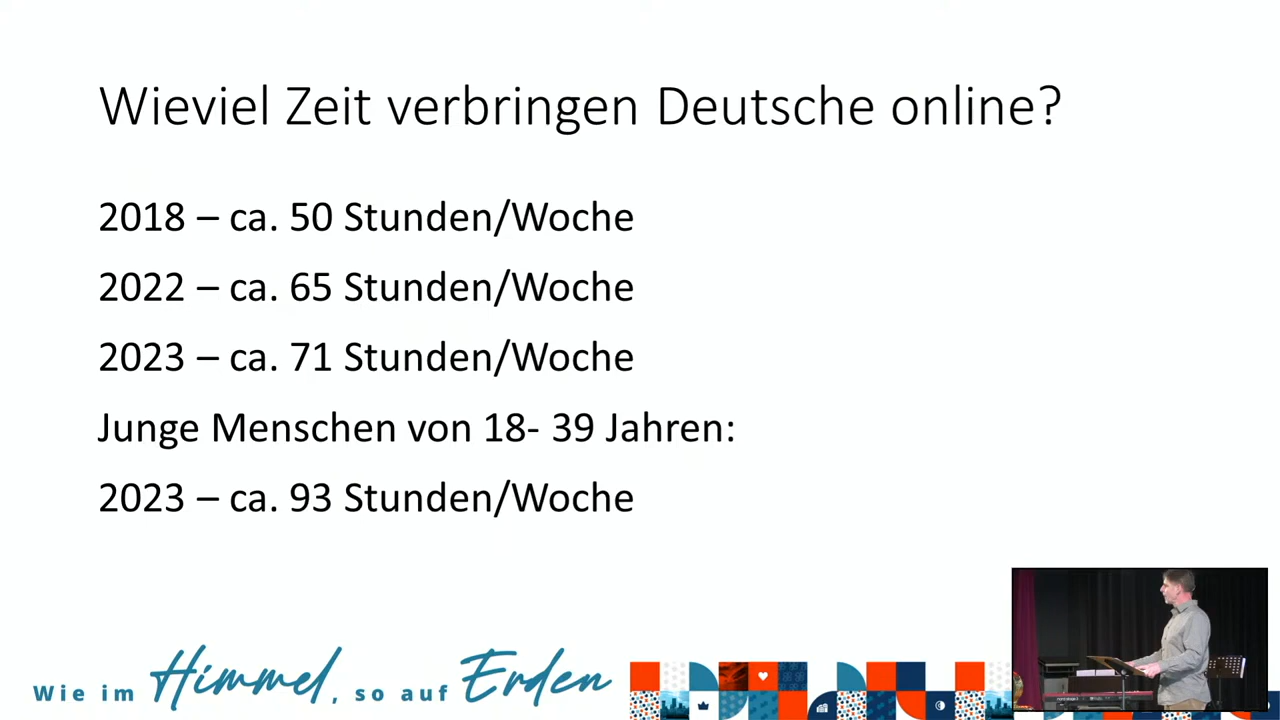 Wieviel Zeit verbringen Deutsche online?
2018 – ca. 50 Stunden/Woche
2022 – ca. 65 Stunden/Woche
2023 – ca. 71 Stunden/Woche
Junge Menschen von 18- 39 Jahren:
2023 – ca. 93 Stunden/Woche
Wie im Himmel, so auf Erden